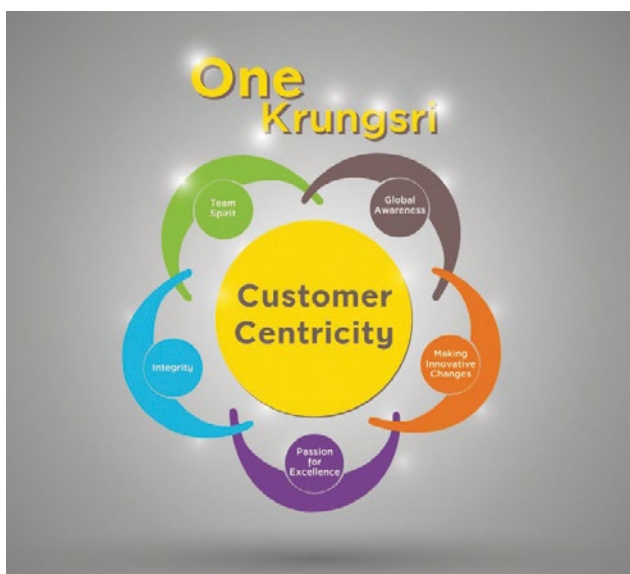 One
Krungsri
Team
Spirit
Global
Awareness
Customer
Centricity
Integrity
Making
Innovative
Changes
Passion
for
Excellence